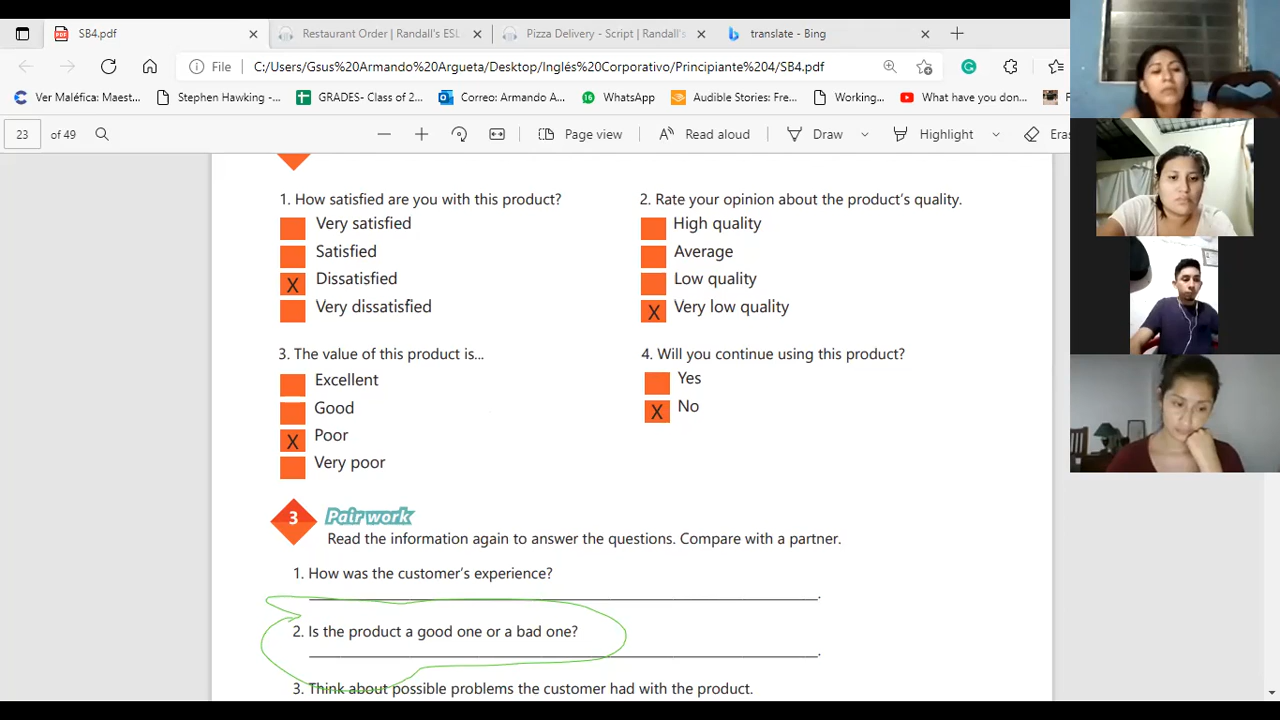 SB4.pdf
Restaurant Order | Randall's ESL
Pizza Delivery - Script | Randall's
translate - Bing
File
C:/Users/Gsus%20Armando%20Argueta/Desktop/Inglés%20Corporativo/Principiante%204/SB4.pdf
Ver Maléfica: Maest...
Stephen Hawking -...
GRADES- Class of 2...
Correo: Armando A...
16
WhatsApp
Audible Stories: Fre...
Working...
What have you don...
23
of 49
Page view
Read aloud
Draw
Highlight
Eras
1. How satisfied are you with this product?
Very satisfied
Satisfied
X Dissatisfied
Very dissatisfied
2. Rate your opinion about the product's quality.
High quality
Average
Low quality
X Very low quality
3. The value of this product is...
Excellent
Good
X Poor
Very poor
4. Will you continue using this product?
Yes
X No
3 Pair work
Read the information again to answer the questions. Compare with a partner.
1. How was the customer's experience?
2. Is the product a good one or a bad one?
3. Think about possible problems the customer had with the product.